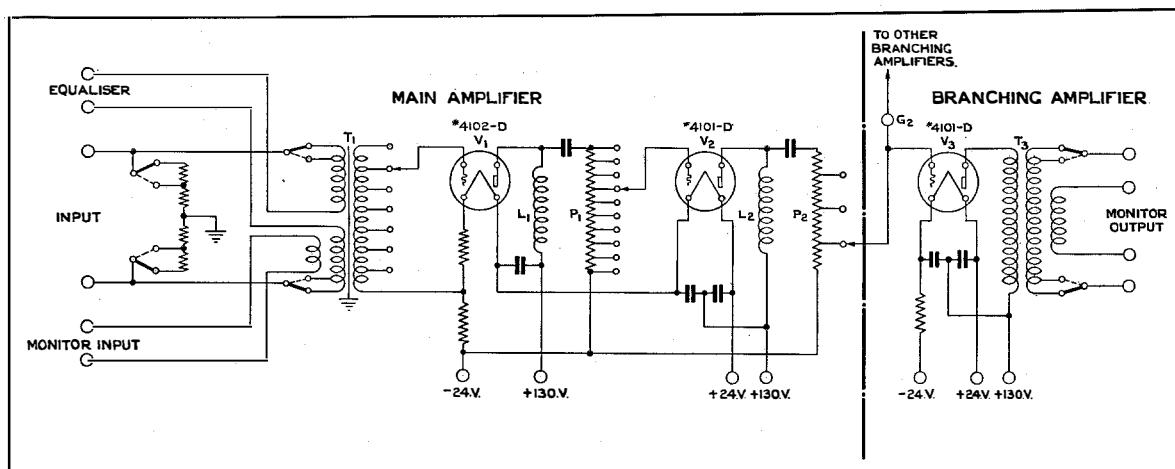 EQUALISER
INPUT
MONITOR INPUT
MAIN AMPLIFIER
T1
*4102-D
V1
L1
P1
*4101-D
V2
L2
P2
-24.V.
+130.V.
+24.V. +130.V.
TO OTHER
BRANCHING
AMPLIFIERS.
G2
BRANCHING AMPLIFIER
*4101-D
V3
T3
MONITOR
OUTPUT
-24.V.
+24.V. +130.V.